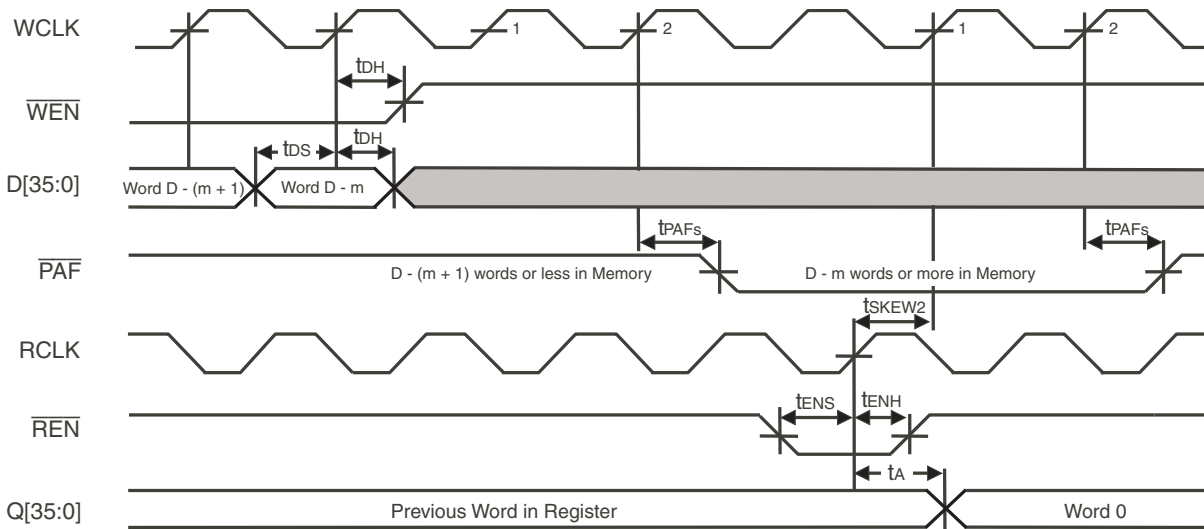 WCLK
1
2
1
2
tDH
WEN
tDS
tDH
D[35:0]
Word D - (m + 1)
Word D - m
tPAFs
tPAFs
PAF
D - (m + 1) words or less in Memory
D - m words or more in Memory
tSKEW2
RCLK
tENS
tENH
REN
tA
Q[35:0]
Previous Word in Register
Word 0